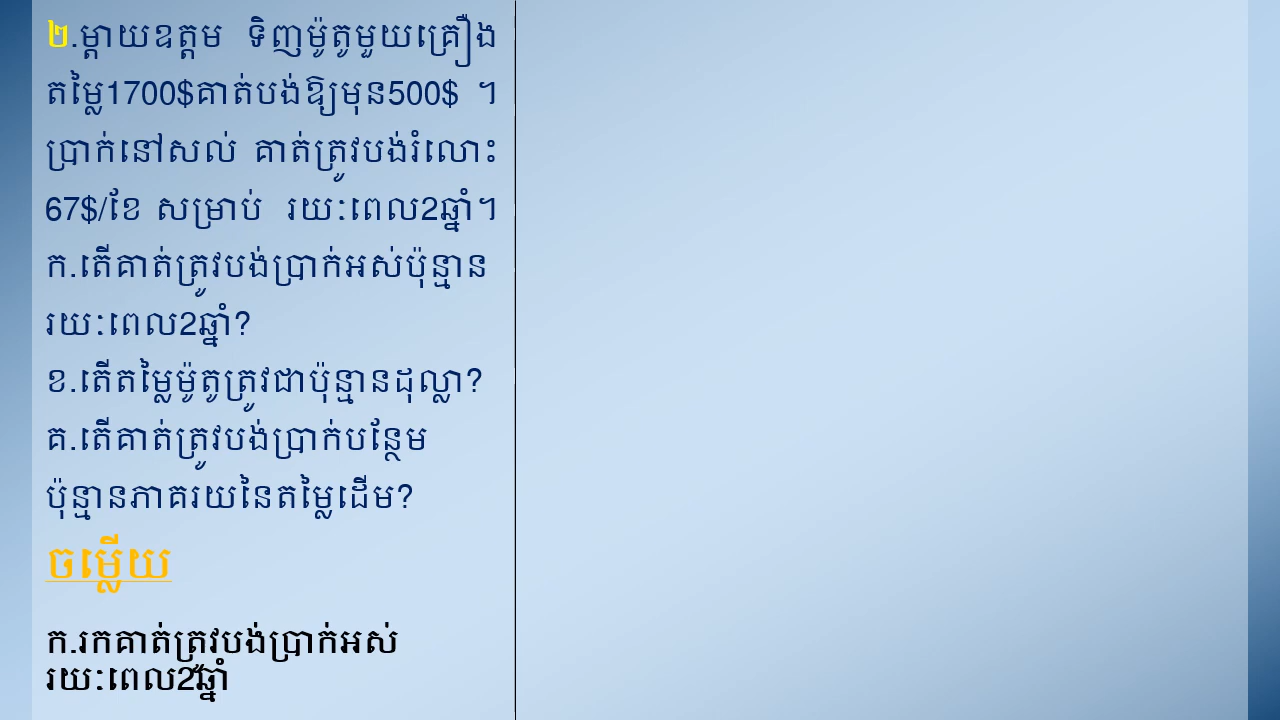 ២.ម្តាយឧត្តម ទិញម៉ូតូមួយគ្រឿង
តម្លៃ1700$គាត់បង់ឱ្យមុន500$ ។
ប្រាក់នៅសល់ គាត់ត្រូវបង់រំលោះ
67$/ខែ សម្រាប់ រយៈពេល2ឆ្នាំ។
ក.តើគាត់ត្រូវបង់ប្រាក់អស់ប៉ុន្មាន
រយៈពេល2ឆ្នាំ?
ខ.តើតម្លៃម៉ូតូត្រូវជាប៉ុន្មានដុល្លា?
គ.តើគាត់ត្រូវបង់ប្រាក់បន្ថែម
ប៉ុន្មានភាគរយនៃតម្លៃដើម?
ចម្លើយ
ក.រកគាត់ត្រូវបង់ប្រាក់អស់
រយៈពេល2ឆ្នាំ